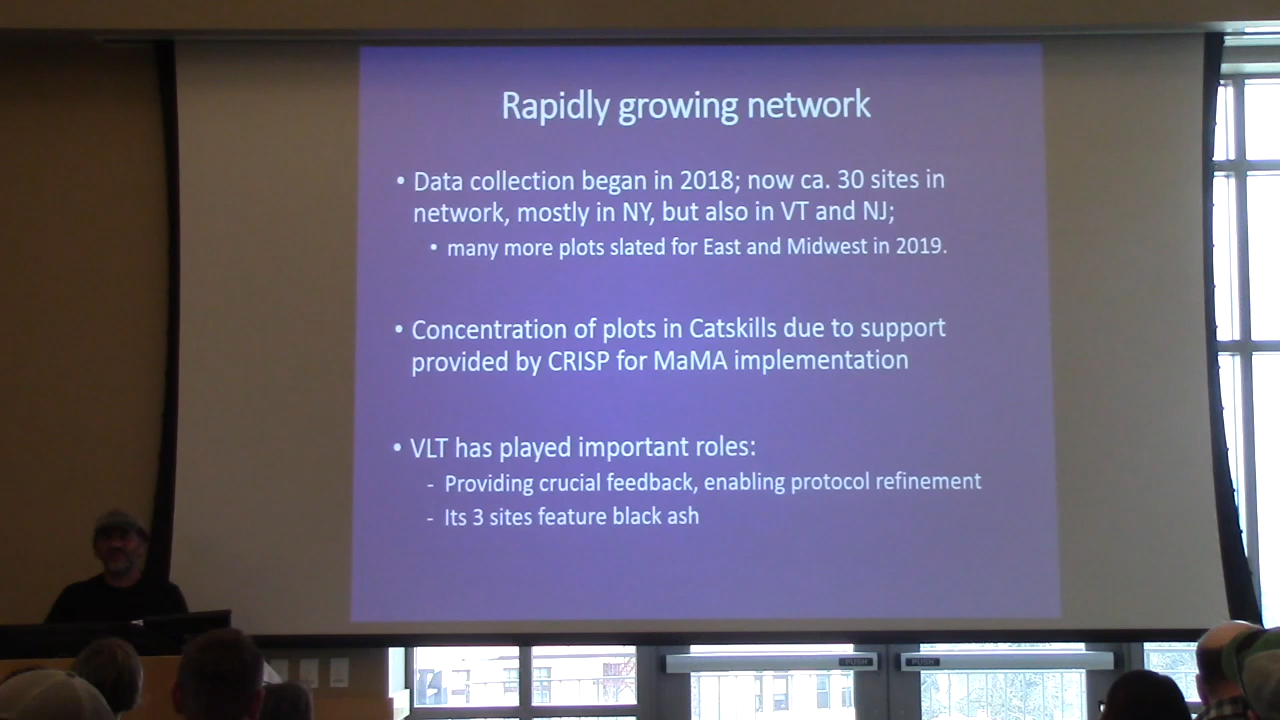 Rapidly growing network
• Data collection began in 2018; now ca. 30 sites in
network, mostly in NY, but also in VT and NJ;
• many more plots slated for East and Midwest in 2019.
• Concentration of plots in Catskills due to support
provided by CRISP for MaMA implementation
• VLT has played important roles:
- Providing crucial feedback, enabling protocol refinement
- Its 3 sites feature black ash
PUSH
PUSH